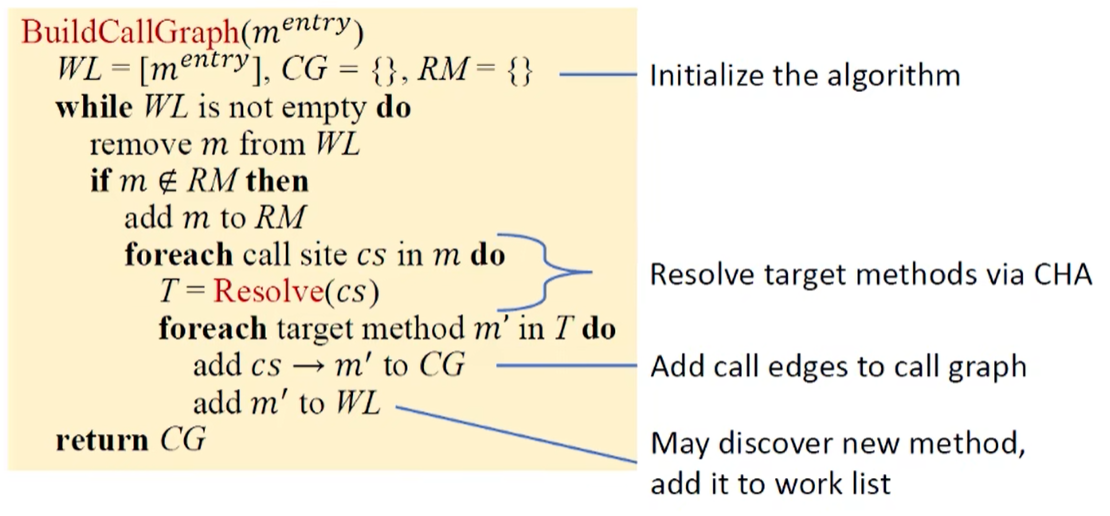 BuildCallGraph(m^entry)
WL = [m^entry], CG = {}, RM = {}
Initialize the algorithm
while WL is not empty do
remove m from WL
if m ∉ RM then
add m to RM
foreach call site cs in m do
T = Resolve(cs)
Resolve target methods via CHA
foreach target method m′ in T do
add cs → m′ to CG
Add call edges to call graph
add m′ to WL
May discover new method,
add it to work list
return CG